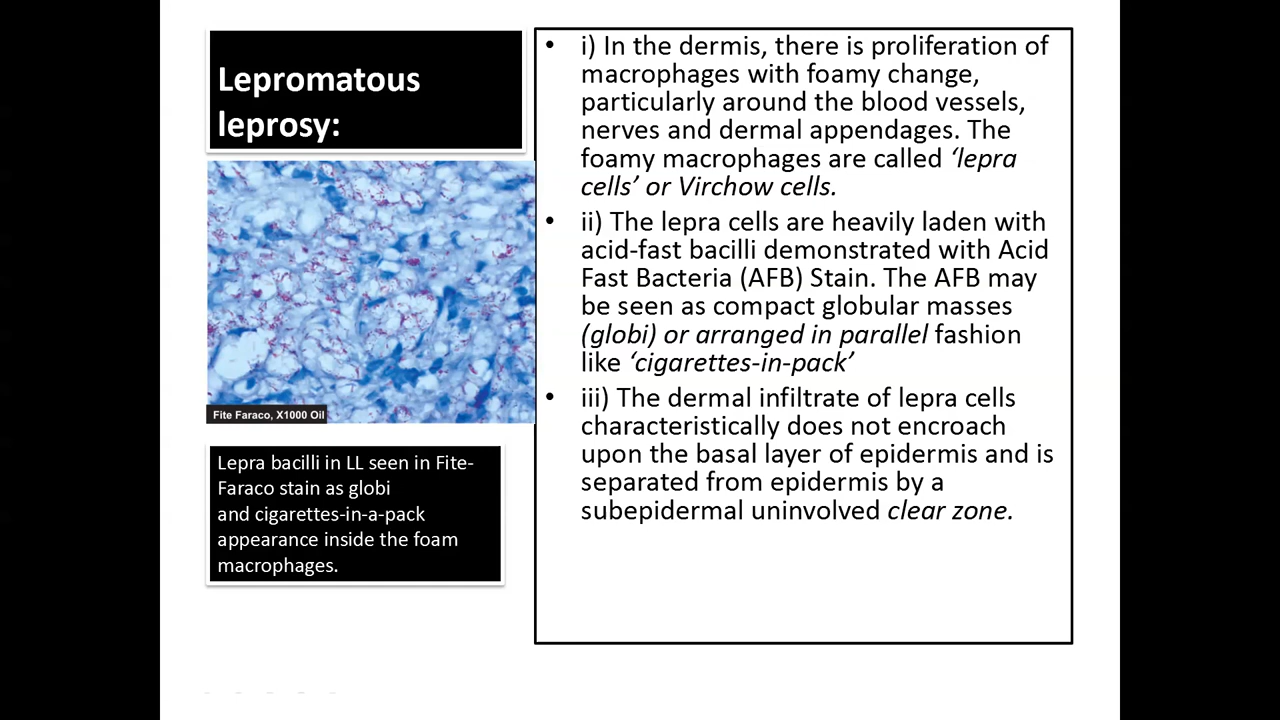 Lepromatous
leprosy:
Fite Faraco, X1000 Oil
Lepra bacilli in LL seen in Fite-
Faraco stain as globi
and cigarettes-in-a-pack
appearance inside the foam
macrophages.
• i) In the dermis, there is proliferation of
macrophages with foamy change,
particularly around the blood vessels,
nerves and dermal appendages. The
foamy macrophages are called ‘lepra
cells’ or Virchow cells.
• ii) The lepra cells are heavily laden with
acid-fast bacilli demonstrated with Acid
Fast Bacteria (AFB) Stain. The AFB may
be seen as compact globular masses
(globi) or arranged in parallel fashion
like ‘cigarettes-in-pack’
• iii) The dermal infiltrate of lepra cells
characteristically does not encroach
upon the basal layer of epidermis and is
separated from epidermis by a
subepidermal uninvolved clear zone.